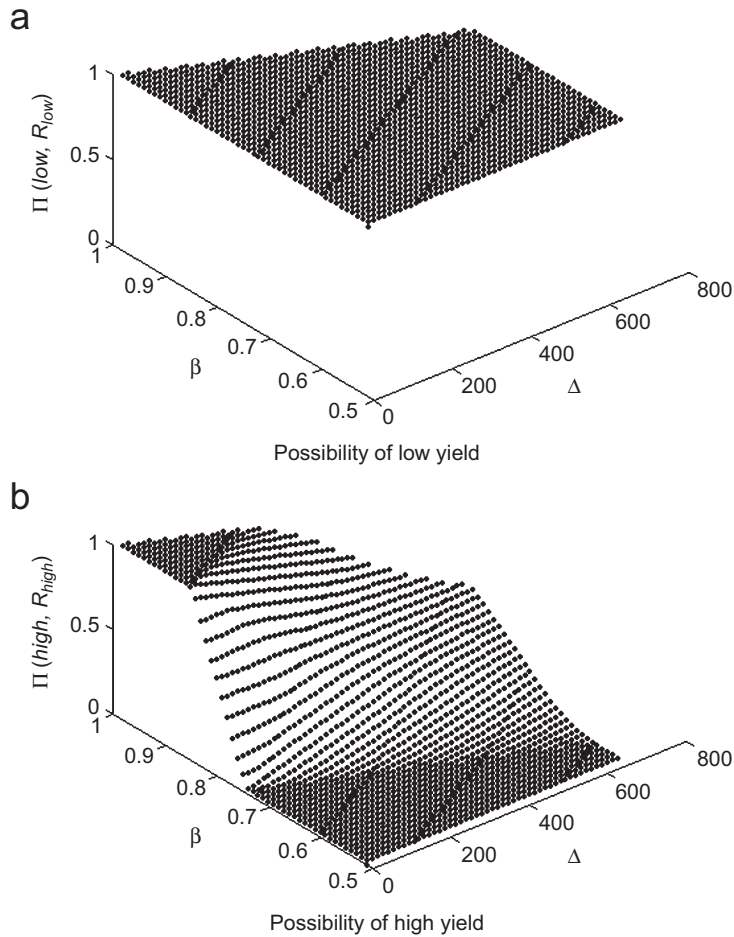 a
1
0.5
0
Π (low, R_low)
1
0.9
0.8
0.7
0.6
0.5
β
0
200
400
600
800
Δ
Possibility of low yield
b
1
0.5
0
Π (high, R_high)
1
0.9
0.8
0.7
0.6
0.5
β
0
200
400
600
800
Δ
Possibility of high yield